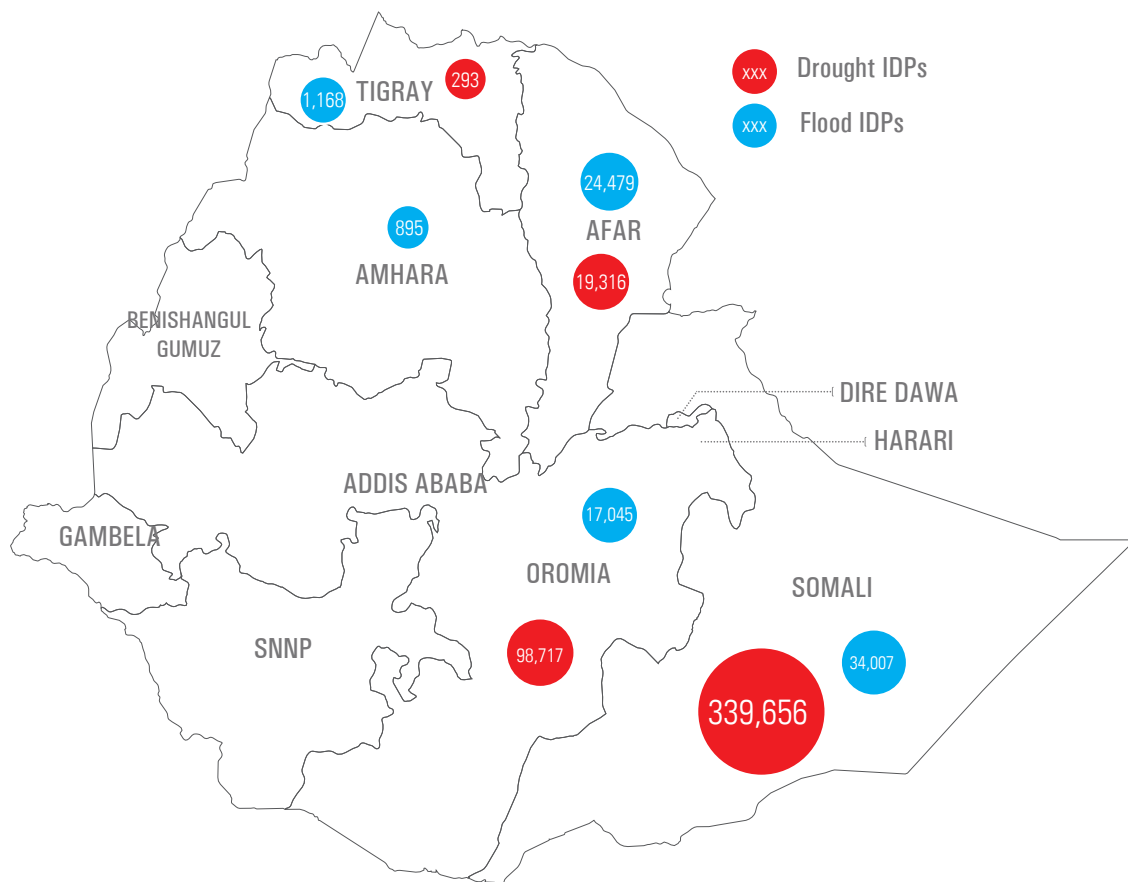 293
xxx Drought IDPs
1,168
TIGRAY
xxx Flood IDPs
24,479
895
AFAR
AMHARA
19,316
BENISHANGUL
GUMUZ
DIRE DAWA
HARARI
ADDIS ABABA
17,045
GAMBELA
OROMIA
SOMALI
SNNP
98,717
34,007
339,656